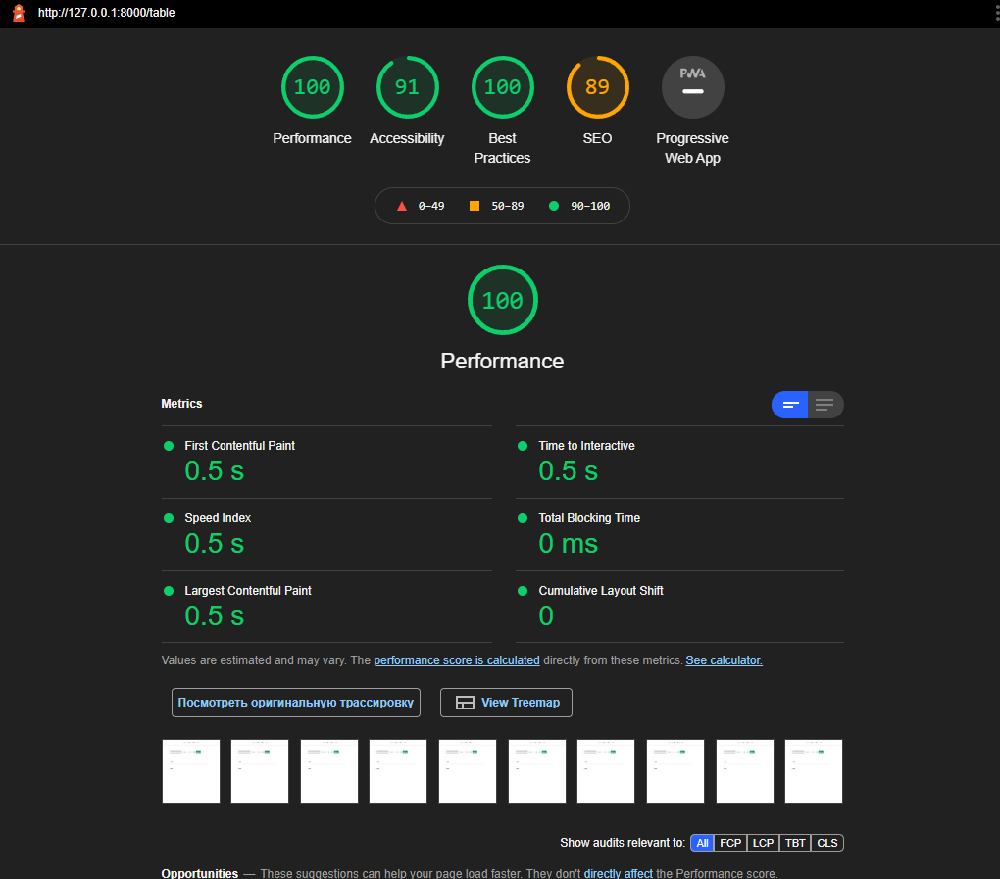 http://127.0.0.1:8000/table
100 91 100 89 PWA
Performance Accessibility Best Practices SEO Progressive Web App
0–49 50–89 90–100
100
Performance
Metrics
First Contentful Paint
0.5 s
Time to Interactive
0.5 s
Speed Index
0.5 s
Total Blocking Time
0 ms
Largest Contentful Paint
0.5 s
Cumulative Layout Shift
0
Values are estimated and may vary. The performance score is calculated directly from these metrics. See calculator.
Посмотреть оригинальную трассировку View Treemap
Show audits relevant to: All FCP LCP TBT CLS
Opportunities — These suggestions can help your page load faster. They don't directly affect the Performance score.